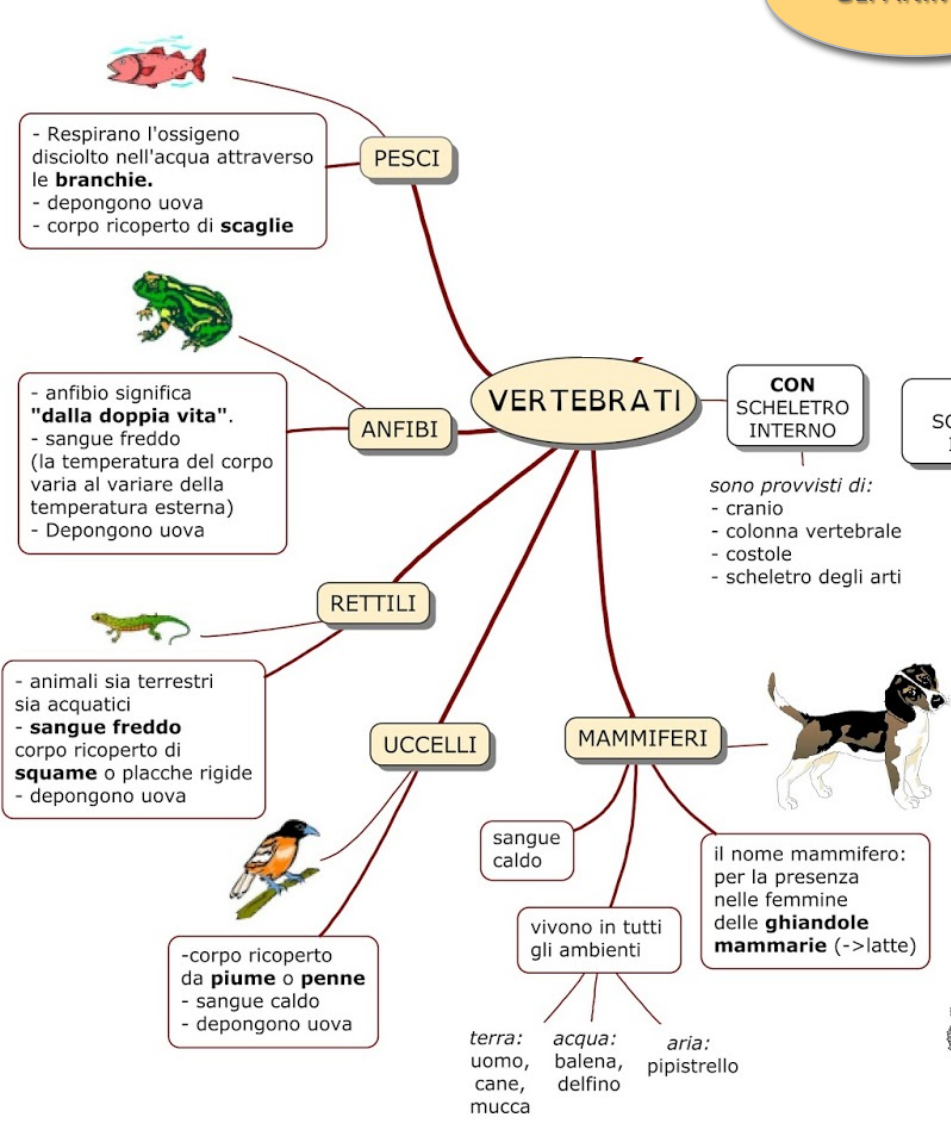 - Respirano l'ossigeno
disciolto nell'acqua attraverso
le branchie.
- depongono uova
- corpo ricoperto di scaglie
PESCI
- anfibio significa
"dalla doppia vita".
- sangue freddo
(la temperatura del corpo
varia al variare della
temperatura esterna)
- Depongono uova
ANFIBI
VERTEBRATI
CON
SCHELETRO
INTERNO
sono provvisti di:
- cranio
- colonna vertebrale
- costole
- scheletro degli arti
RETTILI
- animali sia terrestri
sia acquatici
- sangue freddo
corpo ricoperto di
squame o placche rigide
- depongono uova
UCCELLI
-corpo ricoperto
da piume o penne
- sangue caldo
- depongono uova
MAMMIFERI
sangue
caldo
vivono in tutti
gli ambienti
il nome mammifero:
per la presenza
nelle femmine
delle ghiandole
mammarie (->latte)
terra:
uomo,
cane,
mucca
acqua:
balena,
delfino
aria:
pipistrello